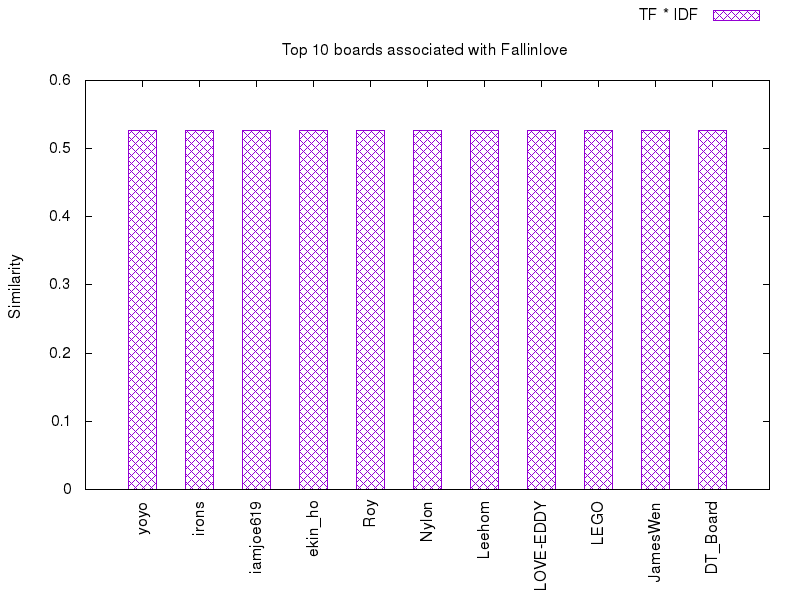 TF * IDF
Top 10 boards associated with Fallinlove
0.6
0.5
0.4
0.3
0.2
0.1
0
Similarity
yoyo
irons
iamjoe619
ekin_ho
Roy
Nylon
Leehom
LOVE-EDDY
LEGO
JamesWen
DT_Board